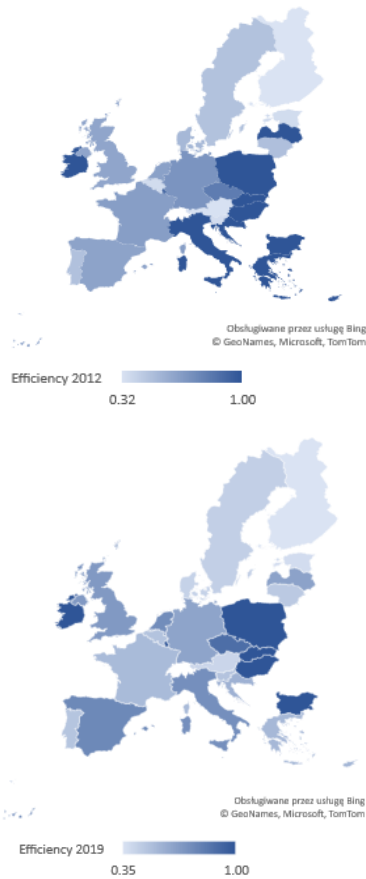 Obsługiwane przez usługę Bing
© GeoNames, Microsoft, TomTom
Efficiency 2012
0.32 1.00
Obsługiwane przez usługę Bing
© GeoNames, Microsoft, TomTom
Efficiency 2019
0.35 1.00